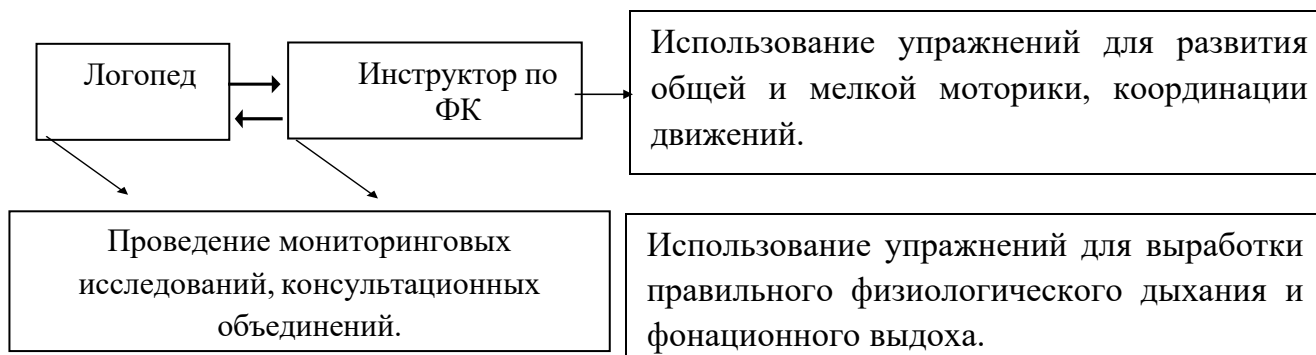 Логопед
Инструктор по
ФК
Использование упражнений для развития
общей и мелкой моторики, координации
движений.
Проведение мониторинговых
исследований, консультационных
объединений.
Использование упражнений для выработки
правильного физиологического дыхания и
фонационного выдоха.